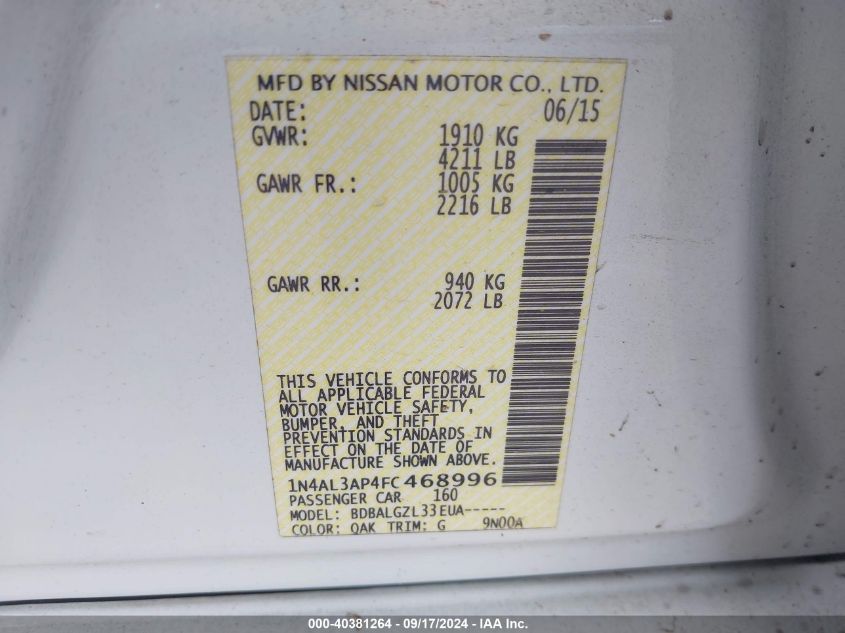 MFD BY NISSAN MOTOR CO., LTD.
DATE: 06/15
GVWR: 1910 KG
4211 LB
GAWR FR.: 1005 KG
2216 LB
GAWR RR.: 940 KG
2072 LB
THIS VEHICLE CONFORMS TO
ALL APPLICABLE FEDERAL
MOTOR VEHICLE SAFETY,
BUMPER, AND THEFT
PREVENTION STANDARDS IN
EFFECT ON THE DATE OF
MANUFACTURE SHOWN ABOVE.
1N4AL3AP4FC468996
PASSENGER CAR 160
MODEL: BDBALGZL33EUA-----
COLOR: QAK TRIM: G 9N00A
000-40381264 - 09/17/2024 - IAA Inc.